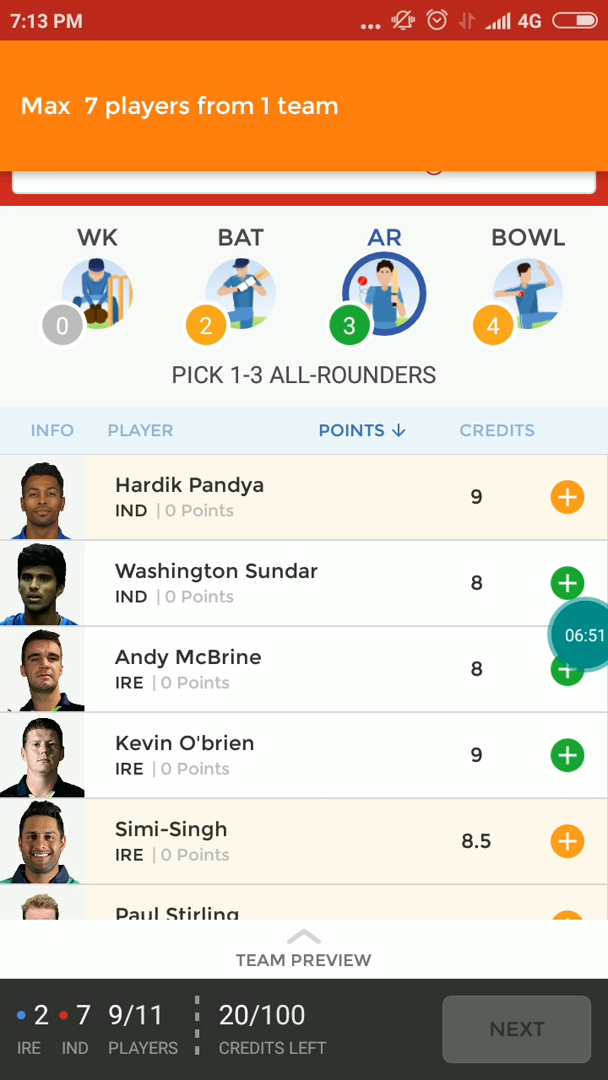 7:13 PM
... 4G
Max 7 players from 1 team
WK BAT AR BOWL
0 2 3 4
PICK 1-3 ALL-ROUNDERS
INFO PLAYER POINTS ↓ CREDITS
Hardik Pandya
IND | 0 Points
9
Washington Sundar
IND | 0 Points
8
06:51
Andy McBrine
IRE | 0 Points
8
Kevin O'brien
IRE | 0 Points
9
Simi-Singh
IRE | 0 Points
8.5
Paul Stirling
TEAM PREVIEW
2 7 9/11 20/100
IRE IND PLAYERS CREDITS LEFT
NEXT